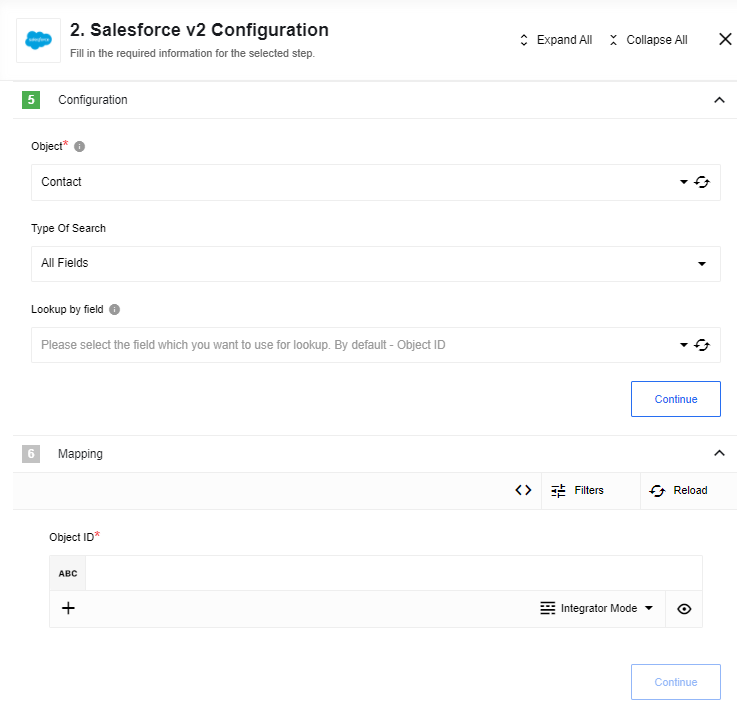 salesforce
2. Salesforce v2 Configuration
Fill in the required information for the selected step.
Expand All
Collapse All
5
Configuration
Object*
Contact
Type Of Search
All Fields
Lookup by field
Please select the field which you want to use for lookup. By default - Object ID
Continue
6
Mapping
Filters
Reload
Object ID*
ABC
Integrator Mode
Continue